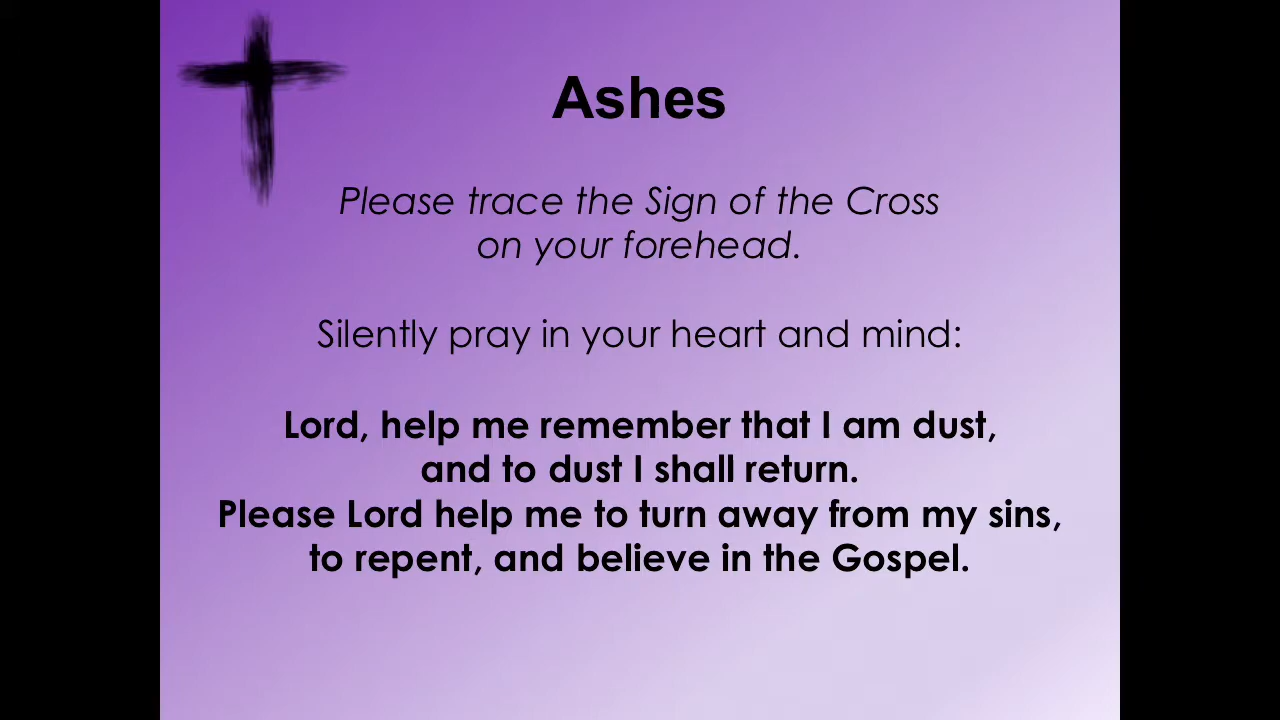 Ashes
Please trace the Sign of the Cross
on your forehead.
Silently pray in your heart and mind:
Lord, help me remember that I am dust,
and to dust I shall return.
Please Lord help me to turn away from my sins,
to repent, and believe in the Gospel.